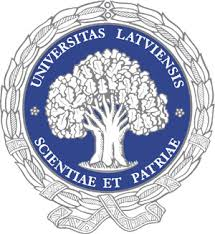 UNIVERSITAS LATVIENSIS
SCIENTIAE ET PATRIAE